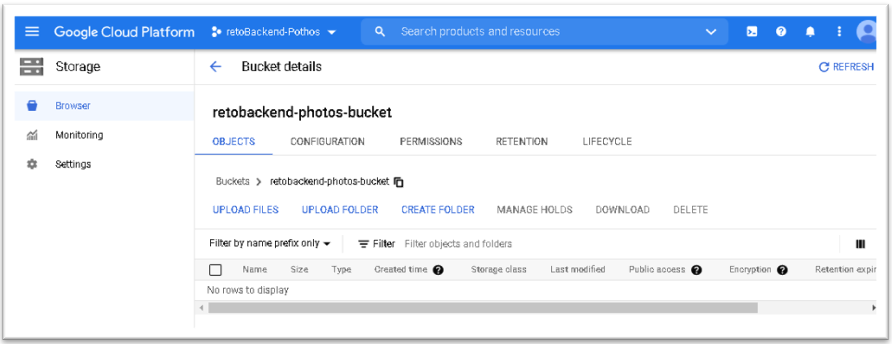 Google Cloud Platform retoBackend-Pothos Search products and resources
Storage Bucket details REFRESH
Browser
Monitoring
Settings
retobackend-photos-bucket
OBJECTS CONFIGURATION PERMISSIONS RETENTION LIFECYCLE
Buckets > retobackend-photos-bucket
UPLOAD FILES UPLOAD FOLDER CREATE FOLDER MANAGE HOLDS DOWNLOAD DELETE
Filter by name prefix only Filter Filter objects and folders
Name Size Type Created time Storage class Last modified Public access Encryption Retention expir
No rows to display